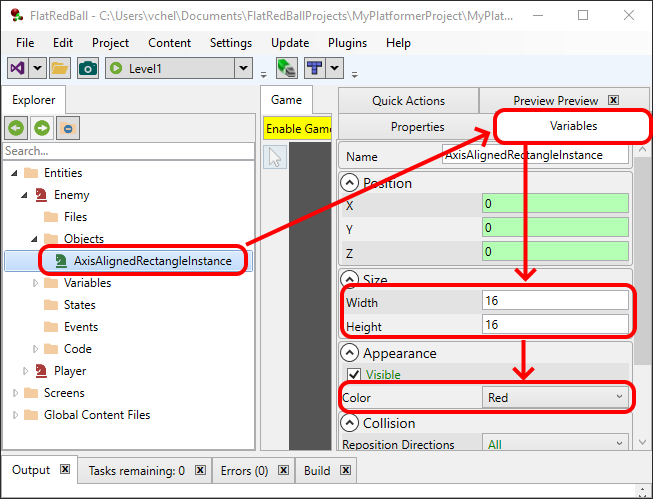 FlatRedBall - C:\Users\vchel\Documents\FlatRedBallProjects\MyPlatformerProject\MyPlat...
File Edit Project Content Settings Update Plugins Help
Level1
Explorer
Search...
Entities
Enemy
Files
Objects
AxisAlignedRectangleInstance
Variables
States
Events
Code
Player
Screens
Global Content Files
Game
Enable Gam
Quick Actions Preview Preview
Properties Variables
Name AxisAlignedRectangleInstance
Position
X 0
Y 0
Z 0
Size
Width 16
Height 16
Appearance
Visible
Color Red
Collision
Reposition Directions All
Output Tasks remaining: 0 Errors (0) Build